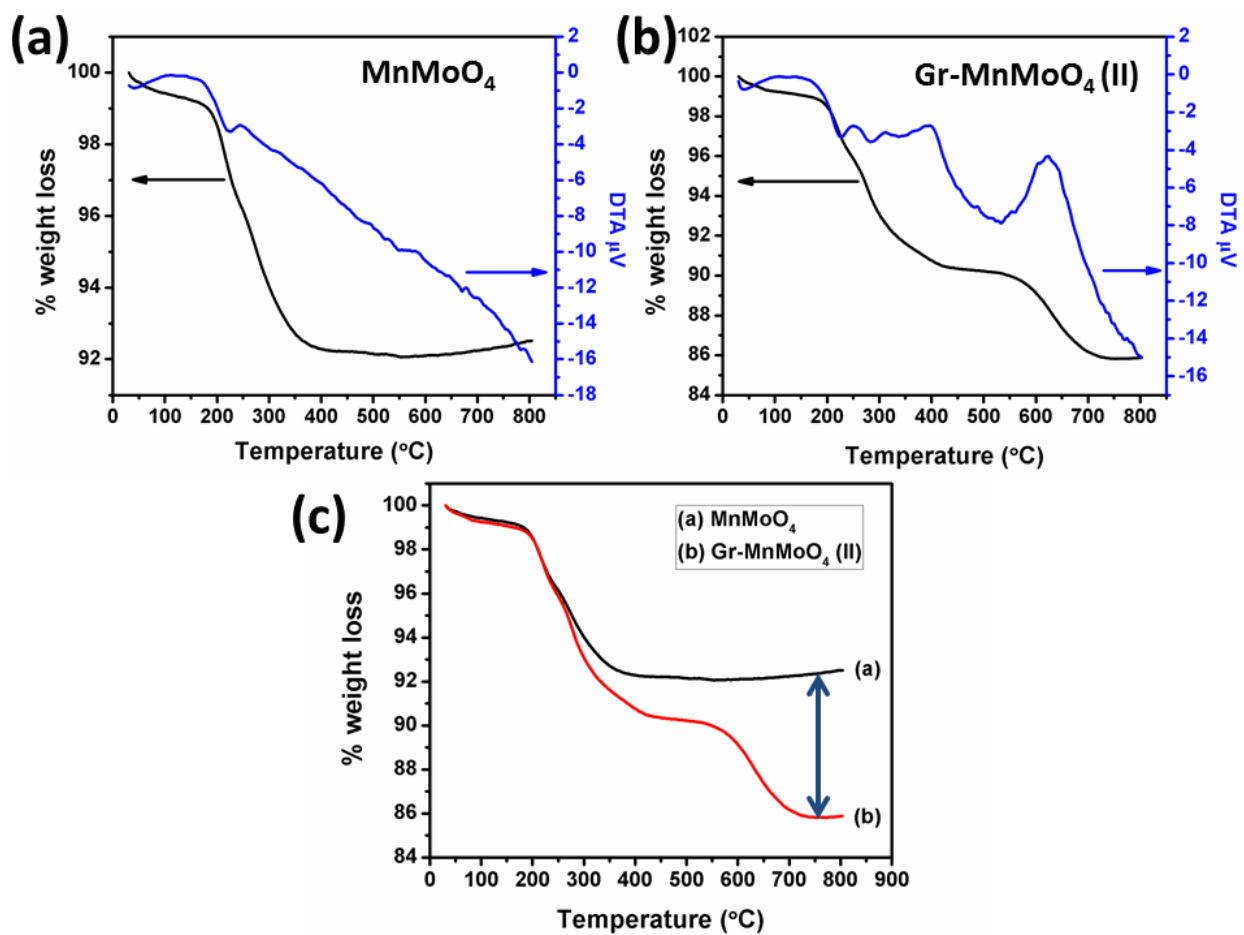 (a)
MnMoO₄
100
98
96
94
92
% weight loss
2
0
-2
-4
-6
-8
-10
-12
-14
-16
-18
DTA µV
0 100 200 300 400 500 600 700 800
Temperature (°C)
(b)
Gr-MnMoO₄ (II)
102
100
98
96
94
92
90
88
86
84
% weight loss
2
0
-2
-4
-6
-8
-10
-12
-14
-16
DTA µV
0 100 200 300 400 500 600 700 800
Temperature (°C)
(c)
(a) MnMoO₄
(b) Gr-MnMoO₄ (II)
100
98
96
94
92
90
88
86
84
% weight loss
(a)
(b)
0 100 200 300 400 500 600 700 800 900
Temperature (°C)